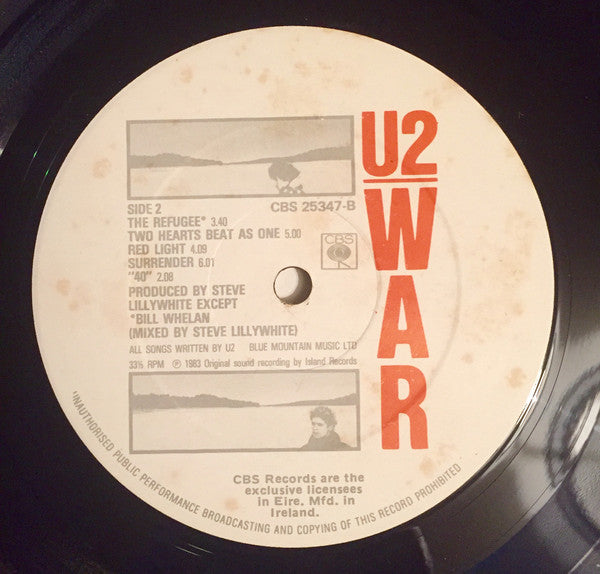 U2
WAR
SIDE 2
CBS 25347-B
THE REFUGEE* 3.40
TWO HEARTS BEAT AS ONE 5.00
RED LIGHT 4.09
SURRENDER 6.01
"40" 2.08
PRODUCED BY STEVE
LILLYWHITE EXCEPT
*BILL WHELAN
(MIXED BY STEVE LILLYWHITE)
CBS
ALL SONGS WRITTEN BY U2 BLUE MOUNTAIN MUSIC LTD
33⅓ RPM ℗ 1983 Original sound recording by Island Records
CBS Records are the
exclusive licensees
in Eire. Mfd. in
Ireland.
UNAUTHORISED PUBLIC PERFORMANCE BROADCASTING AND COPYING OF THIS RECORD PROHIBITED